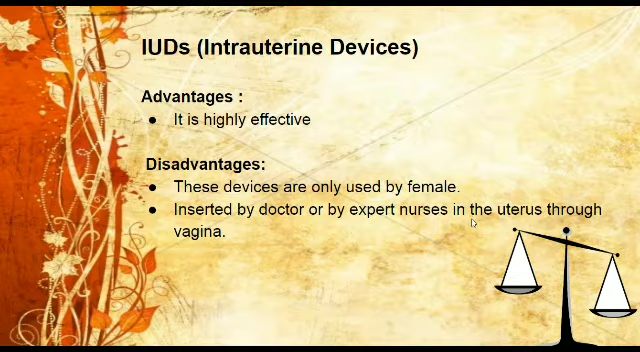 IUDs (Intrauterine Devices)
Advantages :
● It is highly effective
Disadvantages:
● These devices are only used by female.
● Inserted by doctor or by expert nurses in the uterus through
vagina.